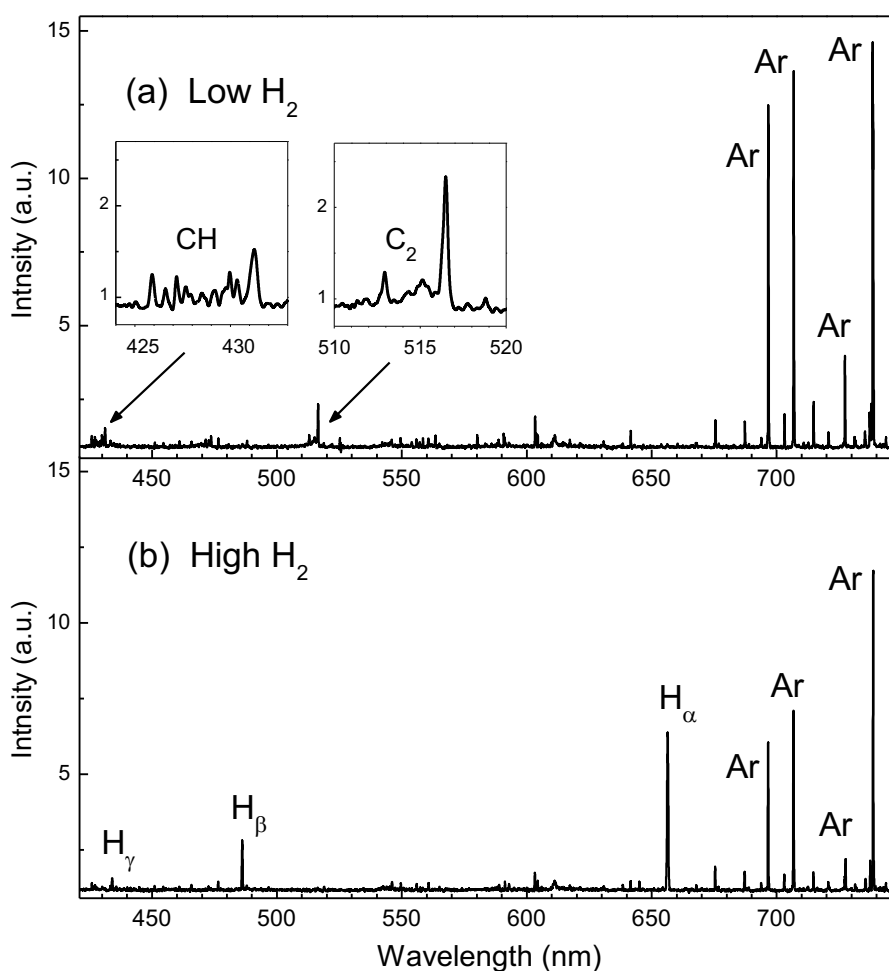 15
(a) Low H₂
Ar
Ar
Ar
Ar
Intnsity (a.u.)
10
5
2
1
CH
425
430
2
1
C₂
510
515
520
450
500
550
600
650
700
15
(b) High H₂
Ar
Ar
Ar
Ar
Hα
Hβ
Hγ
Intnsity (a.u.)
10
5
450
500
550
600
650
700
Wavelength (nm)